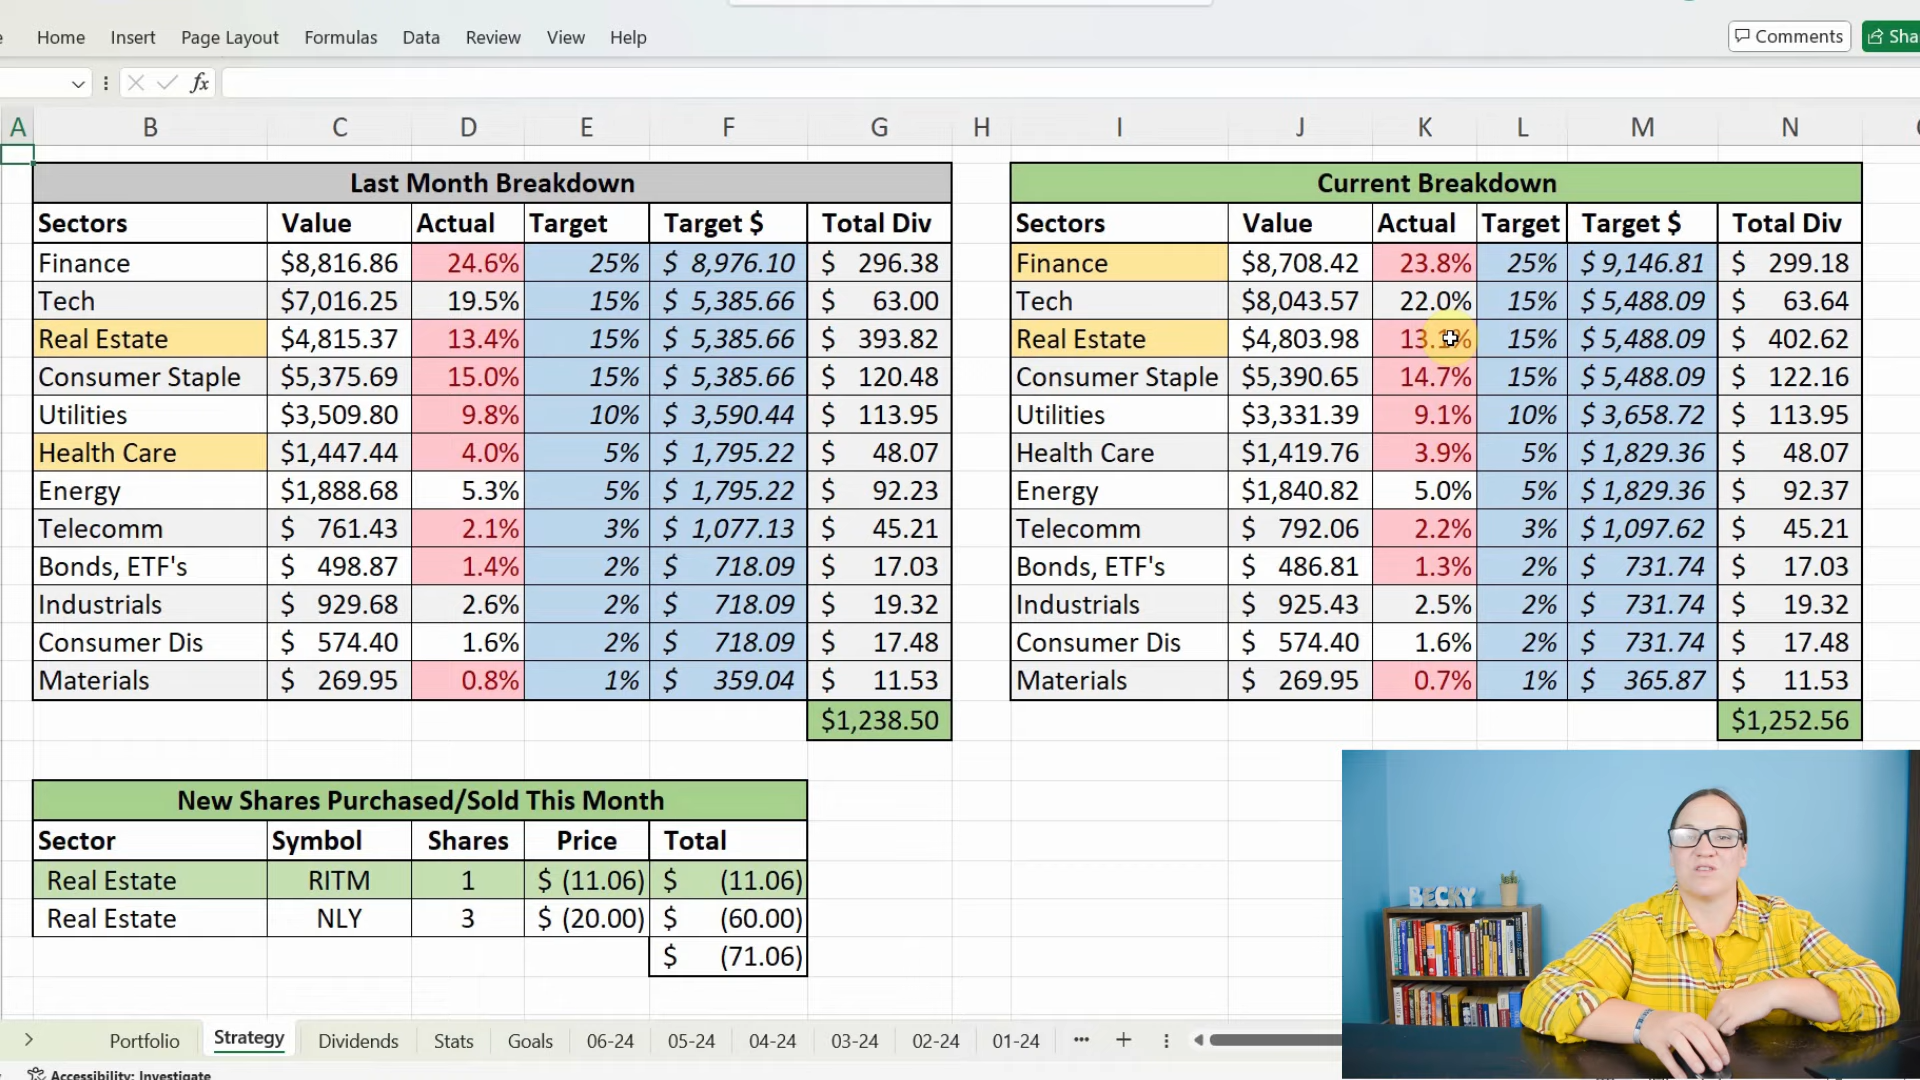 Home Insert Page Layout Formulas Data Review View Help Comments Sha
fx
A B C D E F G H I J K L M N
Last Month Breakdown
Sectors Value Actual Target Target $ Total Div
Finance $8,816.86 24.6% 25% $ 8,976.10 $ 296.38
Tech $7,016.25 19.5% 15% $ 5,385.66 $ 63.00
Real Estate $4,815.37 13.4% 15% $ 5,385.66 $ 393.82
Consumer Staple $5,375.69 15.0% 15% $ 5,385.66 $ 120.48
Utilities $3,509.80 9.8% 10% $ 3,590.44 $ 113.95
Health Care $1,447.44 4.0% 5% $ 1,795.22 $ 48.07
Energy $1,888.68 5.3% 5% $ 1,795.22 $ 92.23
Telecomm $ 761.43 2.1% 3% $ 1,077.13 $ 45.21
Bonds, ETF's $ 498.87 1.4% 2% $ 718.09 $ 17.03
Industrials $ 929.68 2.6% 2% $ 718.09 $ 19.32
Consumer Dis $ 574.40 1.6% 2% $ 718.09 $ 17.48
Materials $ 269.95 0.8% 1% $ 359.04 $ 11.53
$1,238.50
Current Breakdown
Sectors Value Actual Target Target $ Total Div
Finance $8,708.42 23.8% 25% $ 9,146.81 $ 299.18
Tech $8,043.57 22.0% 15% $ 5,488.09 $ 63.64
Real Estate $4,803.98 13.1% 15% $ 5,488.09 $ 402.62
Consumer Staple $5,390.65 14.7% 15% $ 5,488.09 $ 122.16
Utilities $3,331.39 9.1% 10% $ 3,658.72 $ 113.95
Health Care $1,419.76 3.9% 5% $ 1,829.36 $ 48.07
Energy $1,840.82 5.0% 5% $ 1,829.36 $ 92.37
Telecomm $ 792.06 2.2% 3% $ 1,097.62 $ 45.21
Bonds, ETF's $ 486.81 1.3% 2% $ 731.74 $ 17.03
Industrials $ 925.43 2.5% 2% $ 731.74 $ 19.32
Consumer Dis $ 574.40 1.6% 2% $ 731.74 $ 17.48
Materials $ 269.95 0.7% 1% $ 365.87 $ 11.53
$1,252.56
New Shares Purchased/Sold This Month
Sector Symbol Shares Price Total
Real Estate RITM 1 $ (11.06) $ (11.06)
Real Estate NLY 3 $ (20.00) $ (60.00)
$ (71.06)
BECKY
Portfolio Strategy Dividends Stats Goals 06-24 05-24 04-24 03-24 02-24 01-24
Accessibility: Investigate